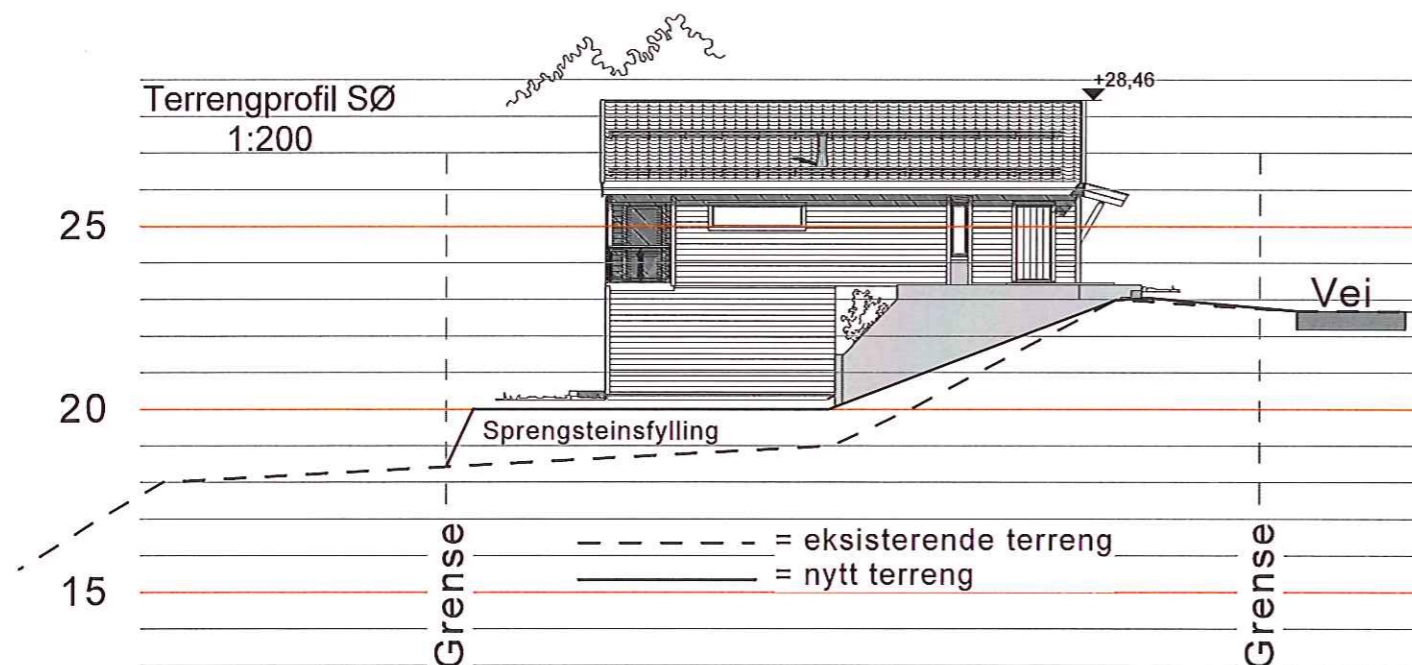 Terrengprofil SØ
1:200
+28,46
25
Vei
20
Sprengsteinsfylling
= eksisterende terreng
= nytt terreng
15
Grense
Grense